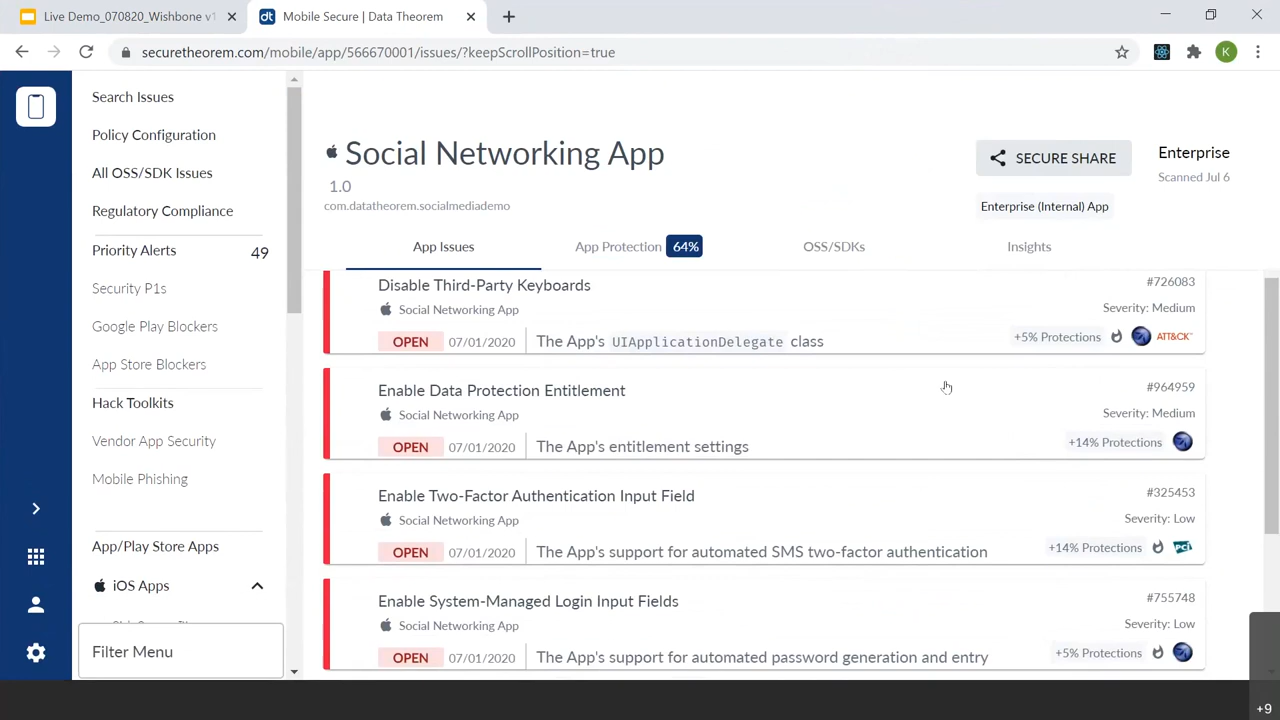 Live Demo_070820_Wishbone v1
Mobile Secure | Data Theorem
securetheorem.com/mobile/app/566670001/issues/?keepScrollPosition=true
K
dt
Search Issues
Policy Configuration
All OSS/SDK Issues
Regulatory Compliance
Priority Alerts 49
Security P1s
Google Play Blockers
App Store Blockers
Hack Toolkits
Vendor App Security
Mobile Phishing
App/Play Store Apps
iOS Apps
Filter Menu
Social Networking App
1.0
com.datatheorem.socialmediademo
SECURE SHARE
Enterprise
Scanned Jul 6
Enterprise (Internal) App
App Issues
App Protection 64%
OSS/SDKs
Insights
Disable Third-Party Keyboards
#726083
Social Networking App
Severity: Medium
OPEN 07/01/2020 The App's UIApplicationDelegate class
+5% Protections ATT&CK™
Enable Data Protection Entitlement
#964959
Social Networking App
Severity: Medium
OPEN 07/01/2020 The App's entitlement settings
+14% Protections
Enable Two-Factor Authentication Input Field
#325453
Social Networking App
Severity: Low
OPEN 07/01/2020 The App's support for automated SMS two-factor authentication
+14% Protections PCI
Enable System-Managed Login Input Fields
#755748
Social Networking App
Severity: Low
OPEN 07/01/2020 The App's support for automated password generation and entry
+5% Protections
+9